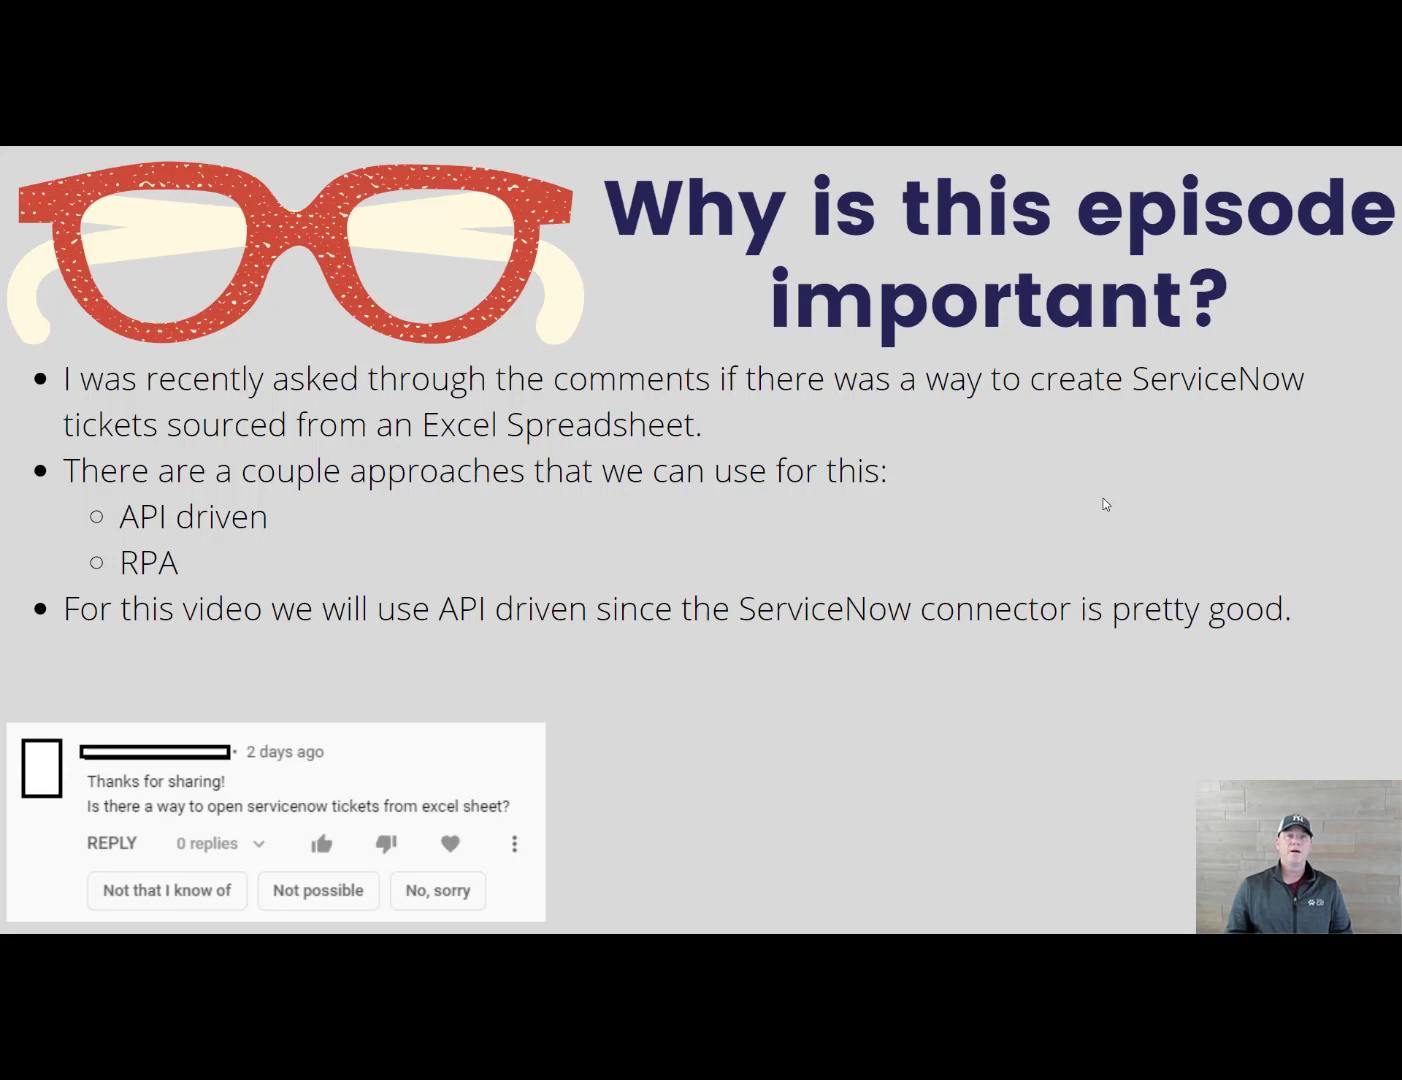 Why is this episode
important?
• I was recently asked through the comments if there was a way to create ServiceNow
tickets sourced from an Excel Spreadsheet.
• There are a couple approaches that we can use for this:
○ API driven
○ RPA
• For this video we will use API driven since the ServiceNow connector is pretty good.
• 2 days ago
Thanks for sharing!
Is there a way to open servicenow tickets from excel sheet?
REPLY 0 replies
Not that I know of Not possible No, sorry